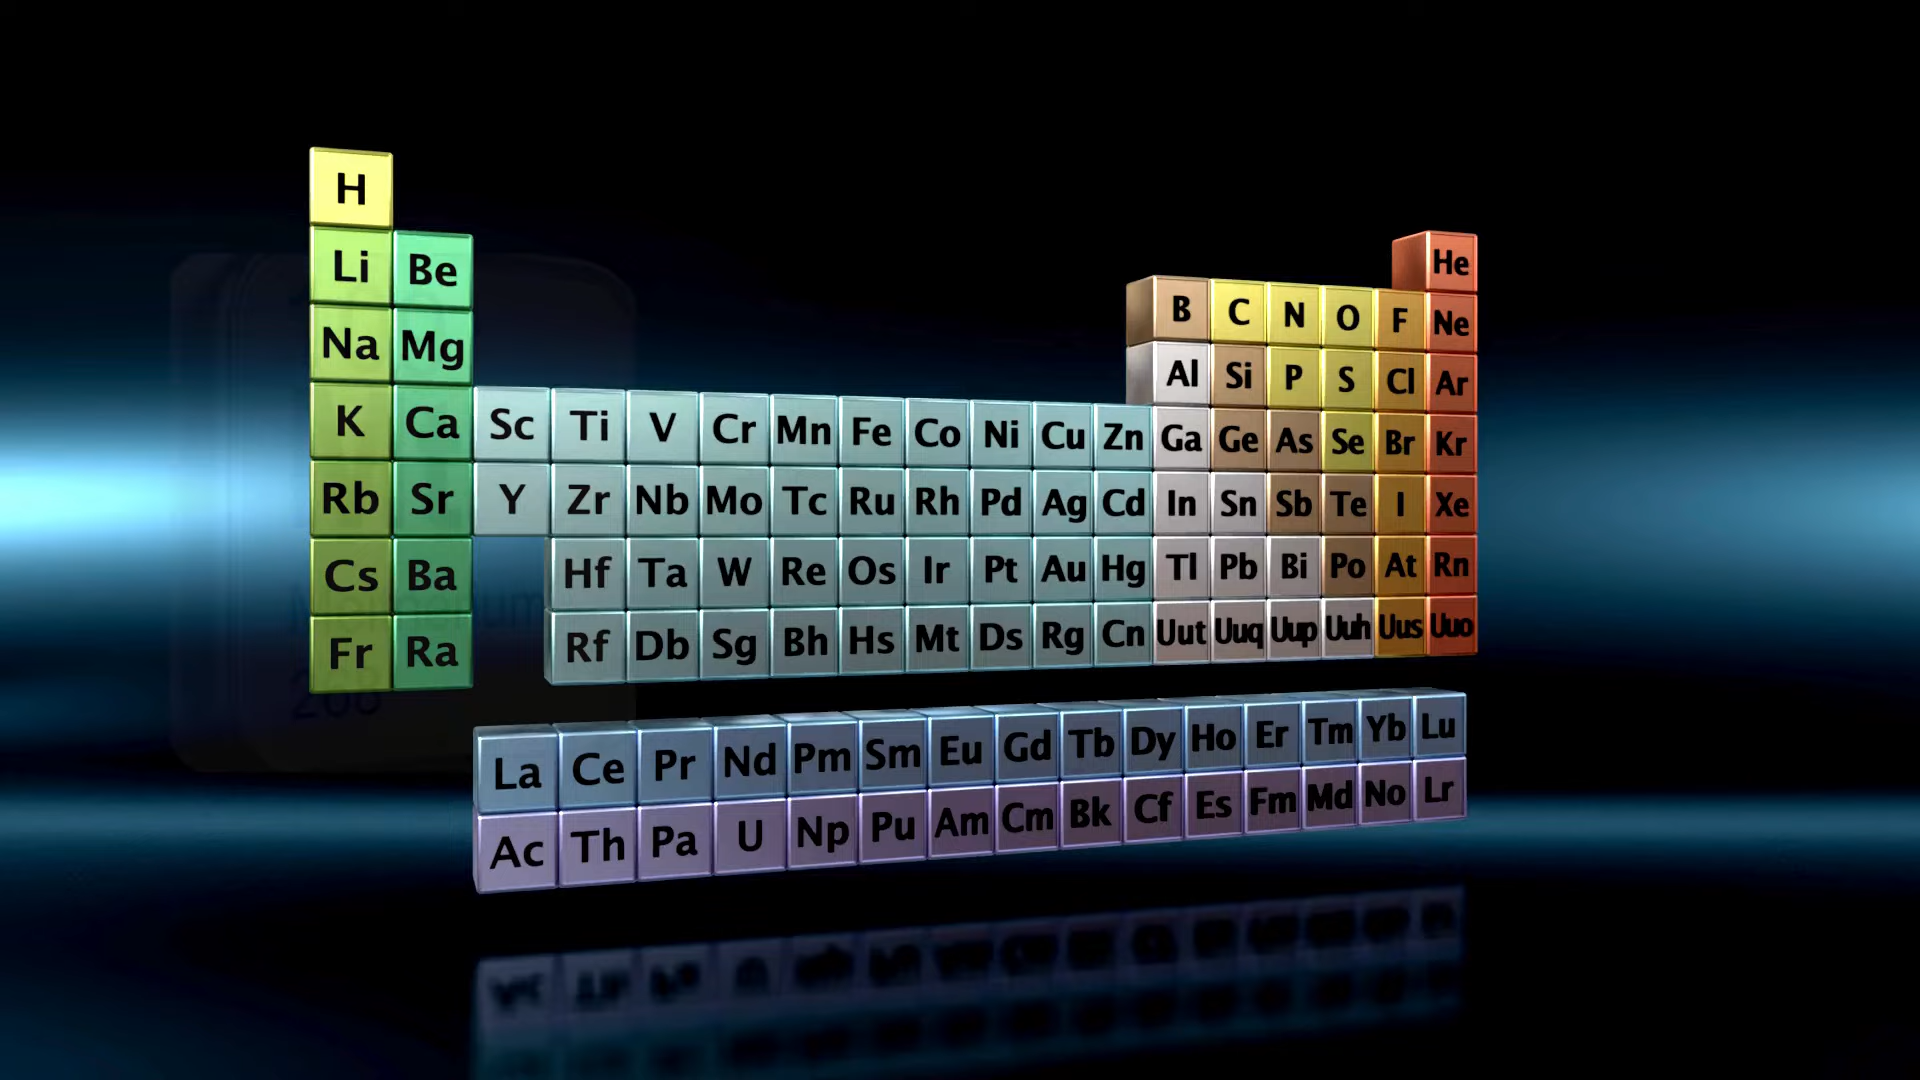 H
Li Be He
B C N O F Ne
Na Mg Al Si P S Cl Ar
K Ca Sc Ti V Cr Mn Fe Co Ni Cu Zn Ga Ge As Se Br Kr
Rb Sr Y Zr Nb Mo Tc Ru Rh Pd Ag Cd In Sn Sb Te I Xe
Cs Ba Hf Ta W Re Os Ir Pt Au Hg Tl Pb Bi Po At Rn
Fr Ra Rf Db Sg Bh Hs Mt Ds Rg Cn Uut Uuq Uup Uuh Uus Uuo
La Ce Pr Nd Pm Sm Eu Gd Tb Dy Ho Er Tm Yb Lu
Ac Th Pa U Np Pu Am Cm Bk Cf Es Fm Md No Lr